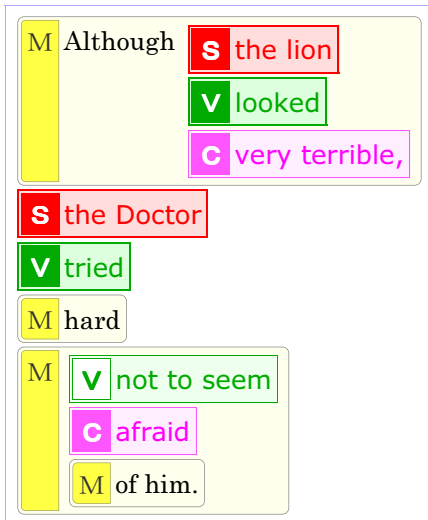 M Although S the lion
V looked
C very terrible,
S the Doctor
V tried
M hard
M V not to seem
C afraid
M of him.